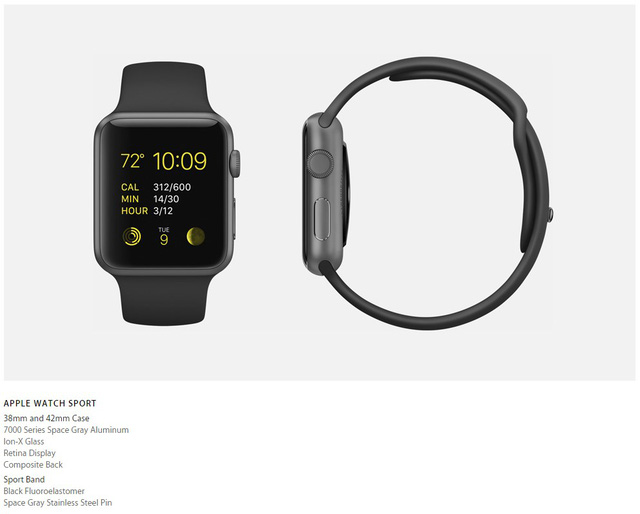 72° 10:09
CAL 312/600
MIN 14/30
HOUR 3/12
TUE
9
APPLE WATCH SPORT
38mm and 42mm Case
7000 Series Space Gray Aluminum
Ion-X Glass
Retina Display
Composite Back
Sport Band
Black Fluoroelastomer
Space Gray Stainless Steel Pin